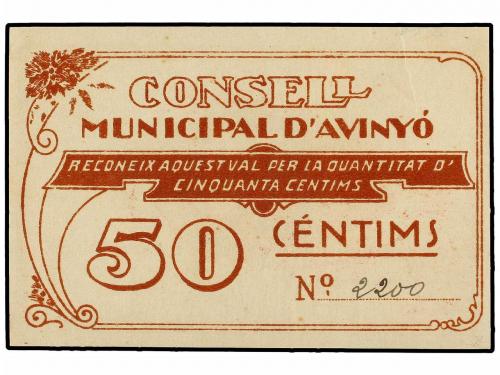 CONSELL
MUNICIPAL D'AVINYÓ
RECONEIX AQUEST VAL PER LA QUANTITAT D'
CINQUANTA CENTIMS
50 CÉNTIMS
Nº 2200